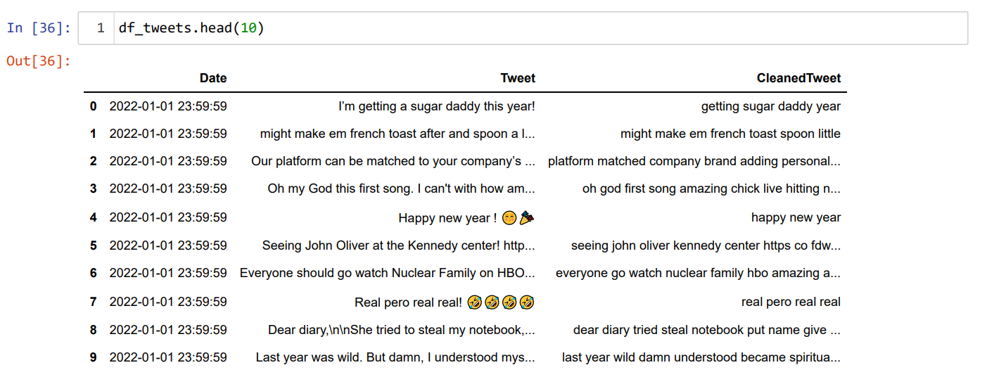 In [36]: 1 df_tweets.head(10)
Out[36]:
Date Tweet CleanedTweet
0 2022-01-01 23:59:59 I’m getting a sugar daddy this year! getting sugar daddy year
1 2022-01-01 23:59:59 might make em french toast after and spoon a l... might make em french toast spoon little
2 2022-01-01 23:59:59 Our platform can be matched to your company’s ... platform matched company brand adding personal...
3 2022-01-01 23:59:59 Oh my God this first song. I can't with how am... oh god first song amazing chick live hitting n...
4 2022-01-01 23:59:59 Happy new year ! 😁🎉 happy new year
5 2022-01-01 23:59:59 Seeing John Oliver at the Kennedy center! http... seeing john oliver kennedy center https co fdw...
6 2022-01-01 23:59:59 Everyone should go watch Nuclear Family on HBO... everyone go watch nuclear family hbo amazing a...
7 2022-01-01 23:59:59 Real pero real real! 🤣🤣🤣🤣 real pero real real
8 2022-01-01 23:59:59 Dear diary,\n\nShe tried to steal my notebook,... dear diary tried steal notebook put name give ...
9 2022-01-01 23:59:59 Last year was wild. But damn, I understood mys... last year wild damn understood became spiritua...